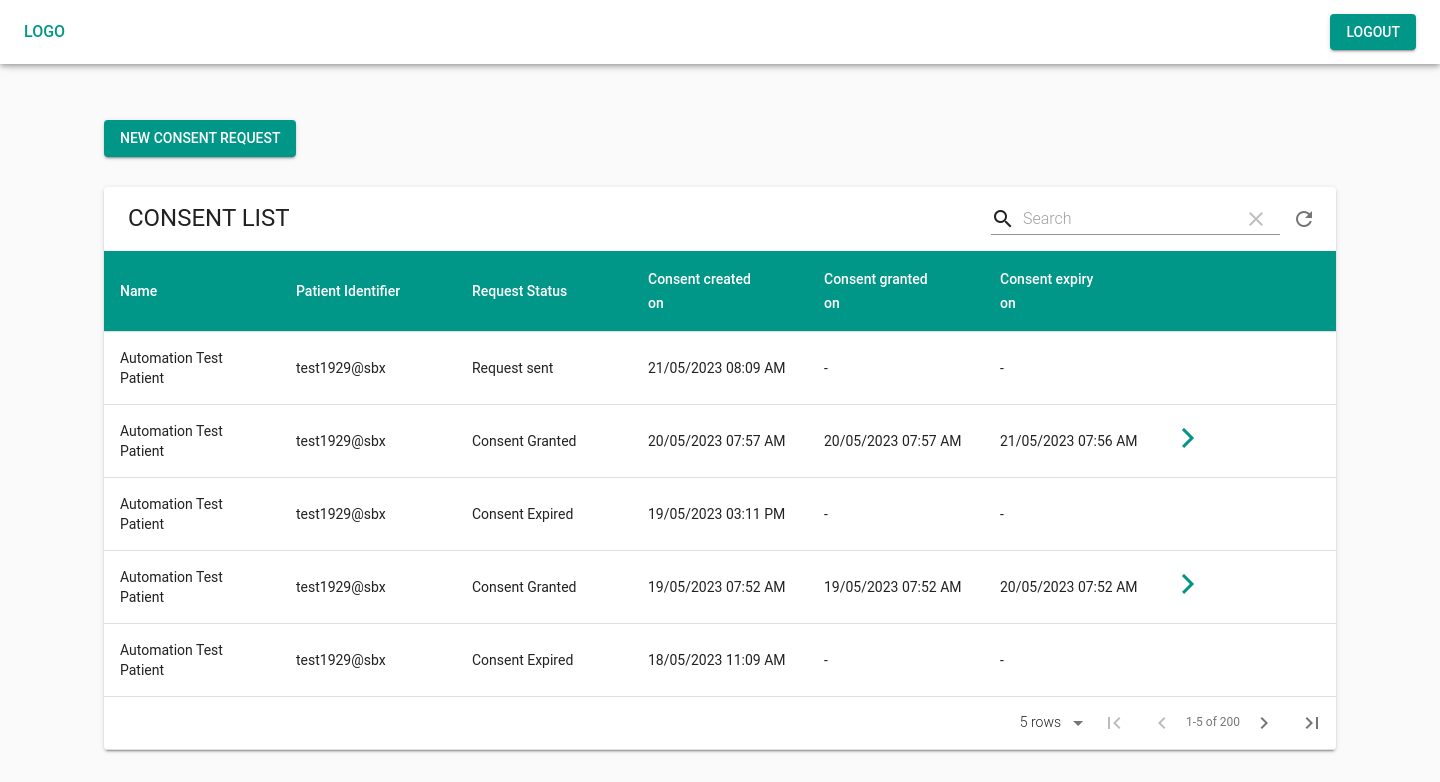 LOGO
LOGOUT
NEW CONSENT REQUEST
CONSENT LIST
Search
Name Patient Identifier Request Status Consent created on Consent granted on Consent expiry on
Automation Test Patient test1929@sbx Request sent 21/05/2023 08:09 AM - -
Automation Test Patient test1929@sbx Consent Granted 20/05/2023 07:57 AM 20/05/2023 07:57 AM 21/05/2023 07:56 AM
Automation Test Patient test1929@sbx Consent Expired 19/05/2023 03:11 PM - -
Automation Test Patient test1929@sbx Consent Granted 19/05/2023 07:52 AM 19/05/2023 07:52 AM 20/05/2023 07:52 AM
Automation Test Patient test1929@sbx Consent Expired 18/05/2023 11:09 AM - -
5 rows 1-5 of 200